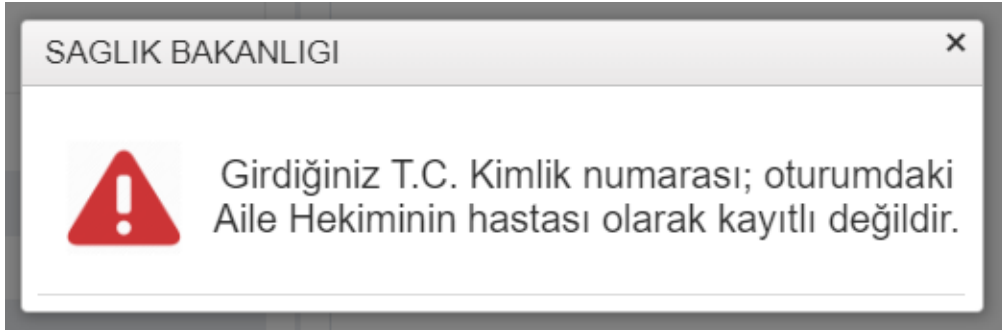 SAGLIK BAKANLIGI
Girdiğiniz T.C. Kimlik numarası; oturumdaki
Aile Hekiminin hastası olarak kayıtlı değildir.